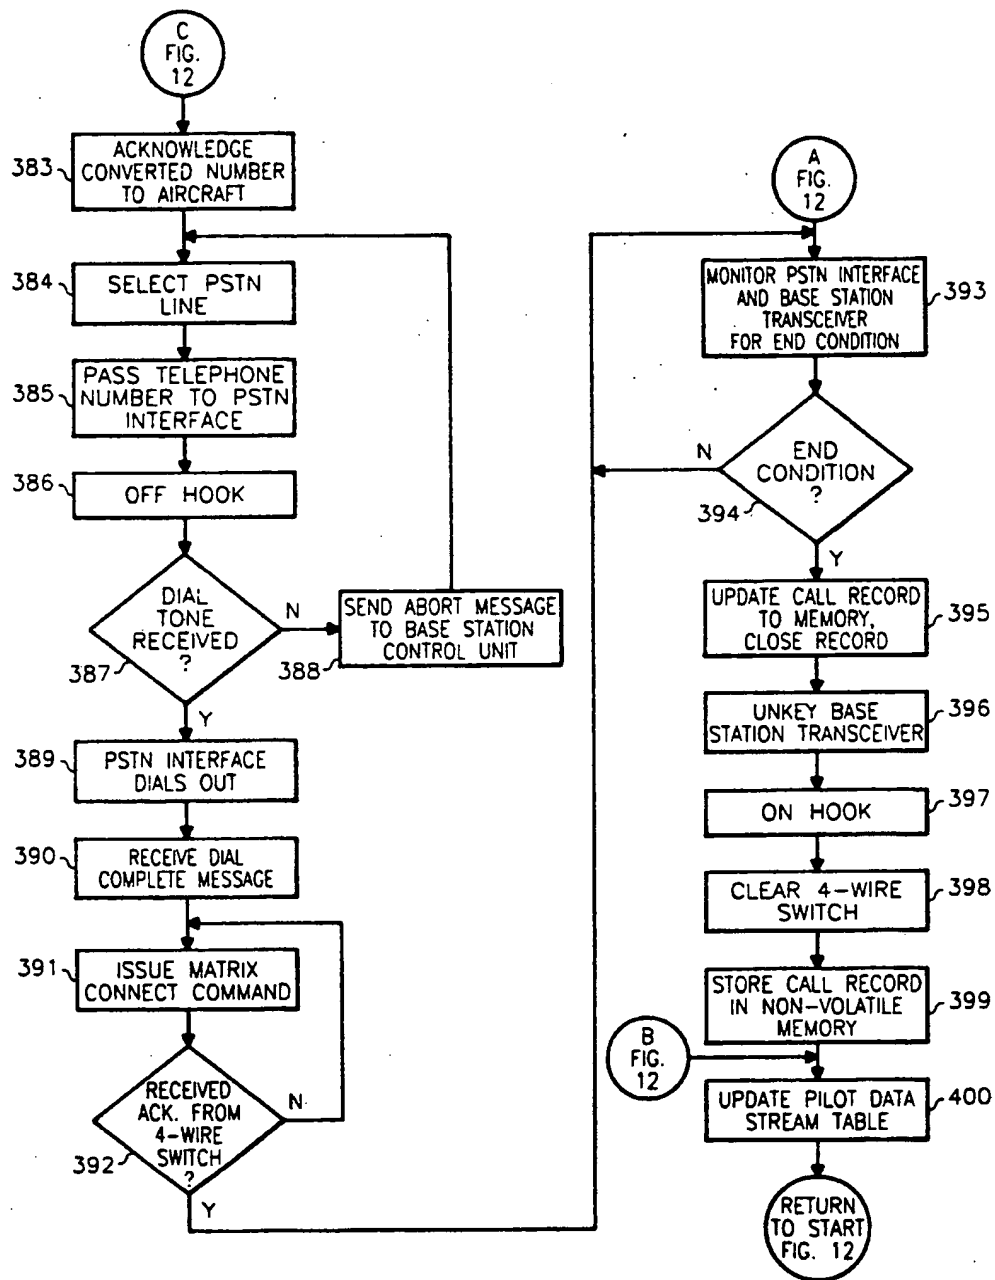 C
FIG.
12
383
ACKNOWLEDGE
CONVERTED NUMBER
TO AIRCRAFT
384
SELECT PSTN
LINE
385
PASS TELEPHONE
NUMBER TO PSTN
INTERFACE
386
OFF HOOK
DIAL
TONE
RECEIVED
?
387
N
Y
SEND ABORT MESSAGE
TO BASE STATION
CONTROL UNIT
388
389
PSTN INTERFACE
DIALS OUT
390
RECEIVE DIAL
COMPLETE MESSAGE
391
ISSUE MATRIX
CONNECT COMMAND
RECEIVED
ACK. FROM
4-WIRE
SWITCH
?
392
N
Y
A
FIG.
12
MONITOR PSTN INTERFACE
AND BASE STATION
TRANSCEIVER
FOR END CONDITION
393
END
CONDITION
?
394
N
Y
UPDATE CALL RECORD
TO MEMORY,
CLOSE RECORD
395
UNKEY BASE
STATION TRANSCEIVER
396
ON HOOK
397
CLEAR 4-WIRE
SWITCH
398
STORE CALL RECORD
IN NON-VOLATILE
MEMORY
399
B
FIG.
12
UPDATE PILOT DATA
STREAM TABLE
400
RETURN
TO START
FIG. 12